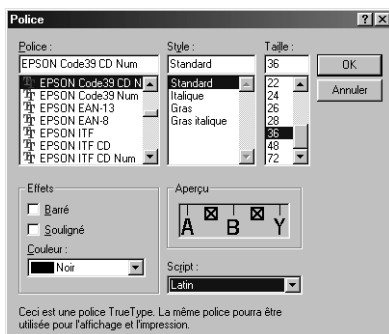 Police
Police :
EPSON Code39 CD Num
EPSON Code39 CD N
EPSON Code39 Num
EPSON EAN-13
EPSON EAN-8
EPSON ITF
EPSON ITF CD
EPSON ITF CD Num
Style :
Standard
Standard
Italique
Gras
Gras italique
Taille :
36
22
24
26
28
36
48
72
OK
Annuler
Effets
Barré
Souligné
Couleur :
Noir
Aperçu
A B Y
Script :
Latin
Ceci est une police TrueType. La même police pourra être
utilisée pour l'affichage et l'impression.